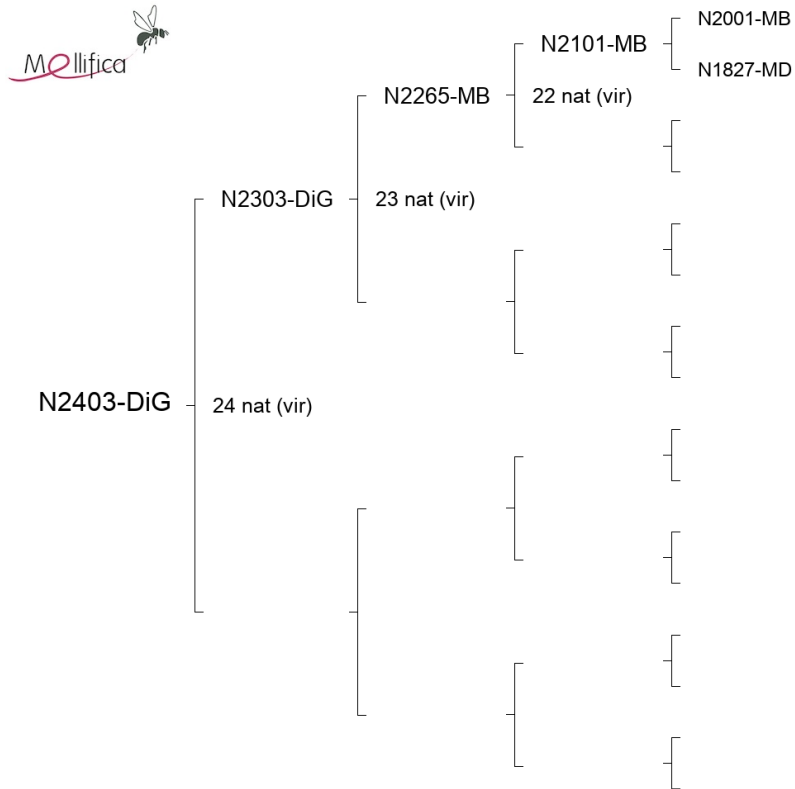 Mellifica
N2001-MB
N2101-MB
N1827-MD
N2265-MB
22 nat (vir)
N2303-DiG
23 nat (vir)
N2403-DiG
24 nat (vir)